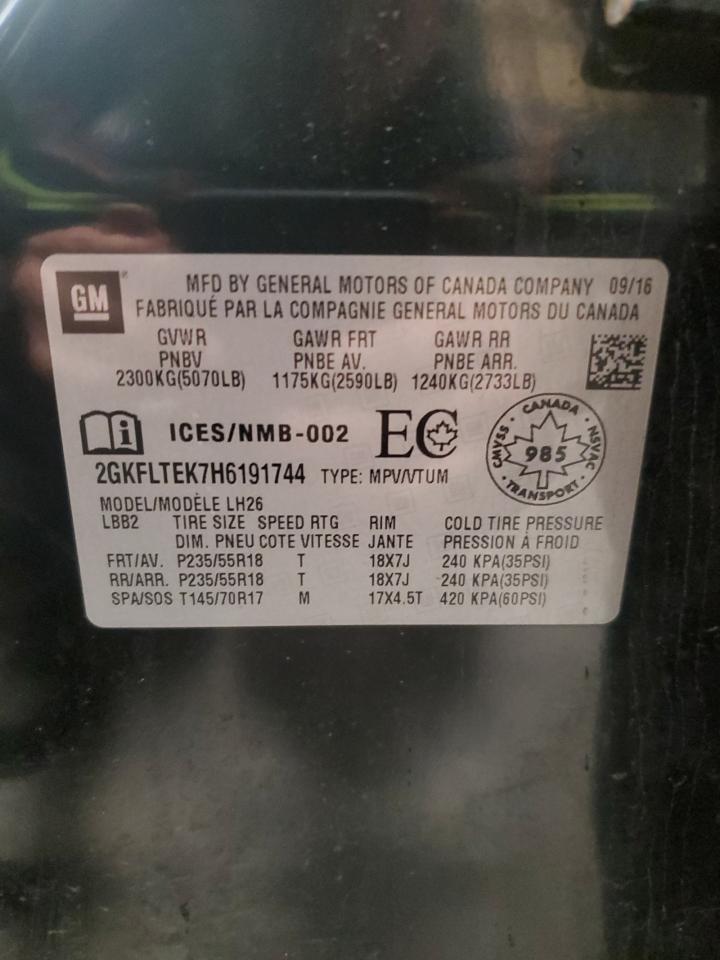 GM
MFD BY GENERAL MOTORS OF CANADA COMPANY 09/16
FABRIQUÉ PAR LA COMPAGNIE GENERAL MOTORS DU CANADA
GVWR GAWR FRT GAWR RR
PNBV PNBE AV. PNBE ARR.
2300KG(5070LB) 1175KG(2590LB) 1240KG(2733LB)
i ICES/NMB-002 EC
CANADA
CMVSS 985 NSVAC
TRANSPORT
2GKFLTEK7H6191744 TYPE: MPV/VTUM
MODEL/MODÈLE LH26
LBB2 TIRE SIZE SPEED RTG RIM COLD TIRE PRESSURE
DIM. PNEU COTE VITESSE JANTE PRESSION À FROID
FRT/AV. P235/55R18 T 18X7J 240 KPA(35PSI)
RR/ARR. P235/55R18 T 18X7J 240 KPA(35PSI)
SPA/SOS T145/70R17 M 17X4.5T 420 KPA(60PSI)